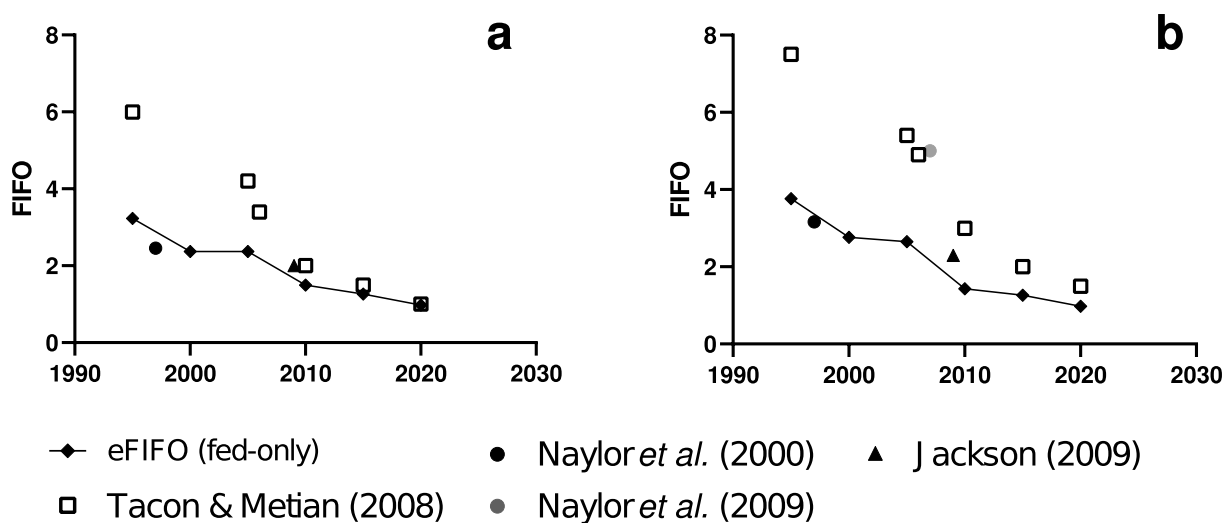 a
b
8
6
4
2
0
FIFO
1990 2000 2010 2020 2030
8
6
4
2
0
FIFO
1990 2000 2010 2020 2030
eFIFO (fed-only)
Naylor et al. (2000)
Jackson (2009)
Tacon & Metian (2008)
Naylor et al. (2009)